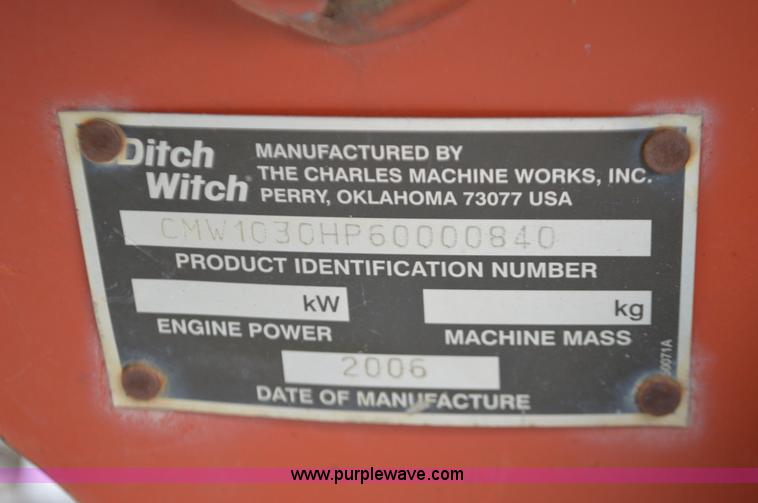 Ditch Witch®
MANUFACTURED BY
THE CHARLES MACHINE WORKS, INC.
PERRY, OKLAHOMA 73077 USA
CMW1030HP60000840
PRODUCT IDENTIFICATION NUMBER
kW
kg
ENGINE POWER
MACHINE MASS
2006
DATE OF MANUFACTURE
www.purplewave.com